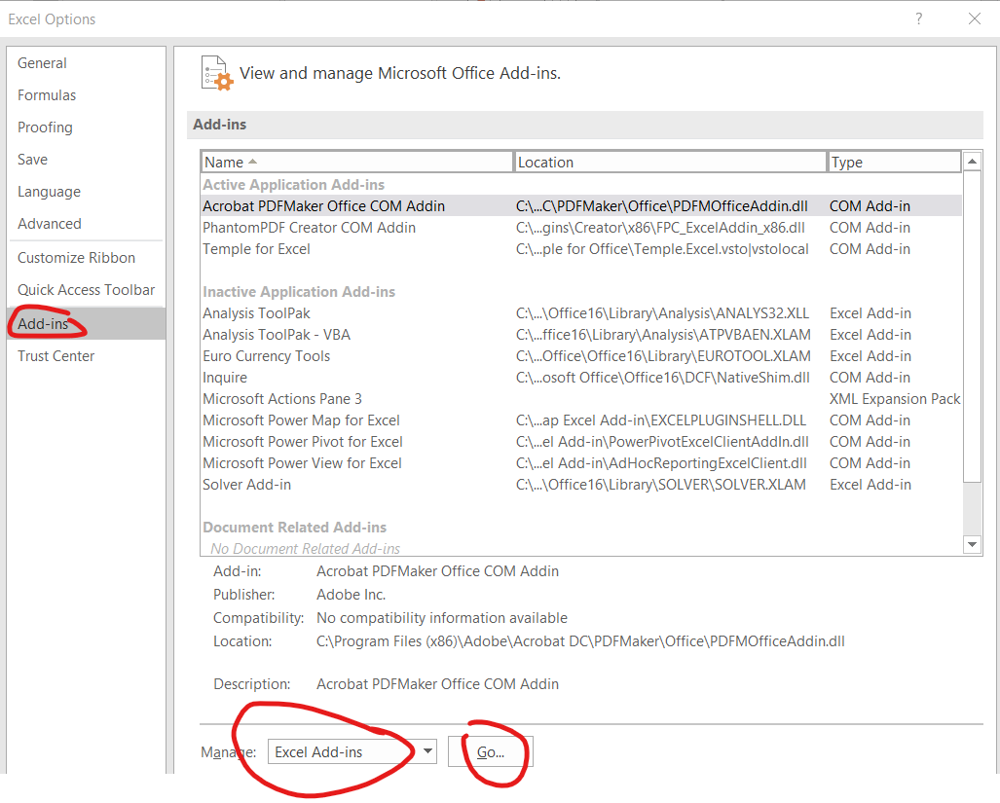 Excel Options ?
General
Formulas
Proofing
Save
Language
Advanced
Customize Ribbon
Quick Access Toolbar
Add-ins
Trust Center
View and manage Microsoft Office Add-ins.
Add-ins
Name Location Type
Active Application Add-ins
Acrobat PDFMaker Office COM Addin C:\...C\PDFMaker\Office\PDFMOfficeAddin.dll COM Add-in
PhantomPDF Creator COM Addin C:\...gins\Creator\x86\FPC_ExcelAddin_x86.dll COM Add-in
Temple for Excel C:\...ple for Office\Temple.Excel.vsto|vstolocal COM Add-in
Inactive Application Add-ins
Analysis ToolPak C:\...\Office16\Library\Analysis\ANALYS32.XLL Excel Add-in
Analysis ToolPak - VBA C:\...ffice16\Library\Analysis\ATPVBAEN.XLAM Excel Add-in
Euro Currency Tools C:\...Office\Office16\Library\EUROTOOL.XLAM Excel Add-in
Inquire C:\...osoft Office\Office16\DCF\NativeShim.dll COM Add-in
Microsoft Actions Pane 3 XML Expansion Pack
Microsoft Power Map for Excel C:\...ap Excel Add-in\EXCELPLUGINSHELL.DLL COM Add-in
Microsoft Power Pivot for Excel C:\...el Add-in\PowerPivotExcelClientAddIn.dll COM Add-in
Microsoft Power View for Excel C:\...el Add-in\AdHocReportingExcelClient.dll COM Add-in
Solver Add-in C:\...\Office16\Library\SOLVER\SOLVER.XLAM Excel Add-in
Document Related Add-ins
No Document Related Add-ins
Add-in: Acrobat PDFMaker Office COM Addin
Publisher: Adobe Inc.
Compatibility: No compatibility information available
Location: C:\Program Files (x86)\Adobe\Acrobat DC\PDFMaker\Office\PDFMOfficeAddin.dll
Description: Acrobat PDFMaker Office COM Addin
Manage: Excel Add-ins Go...